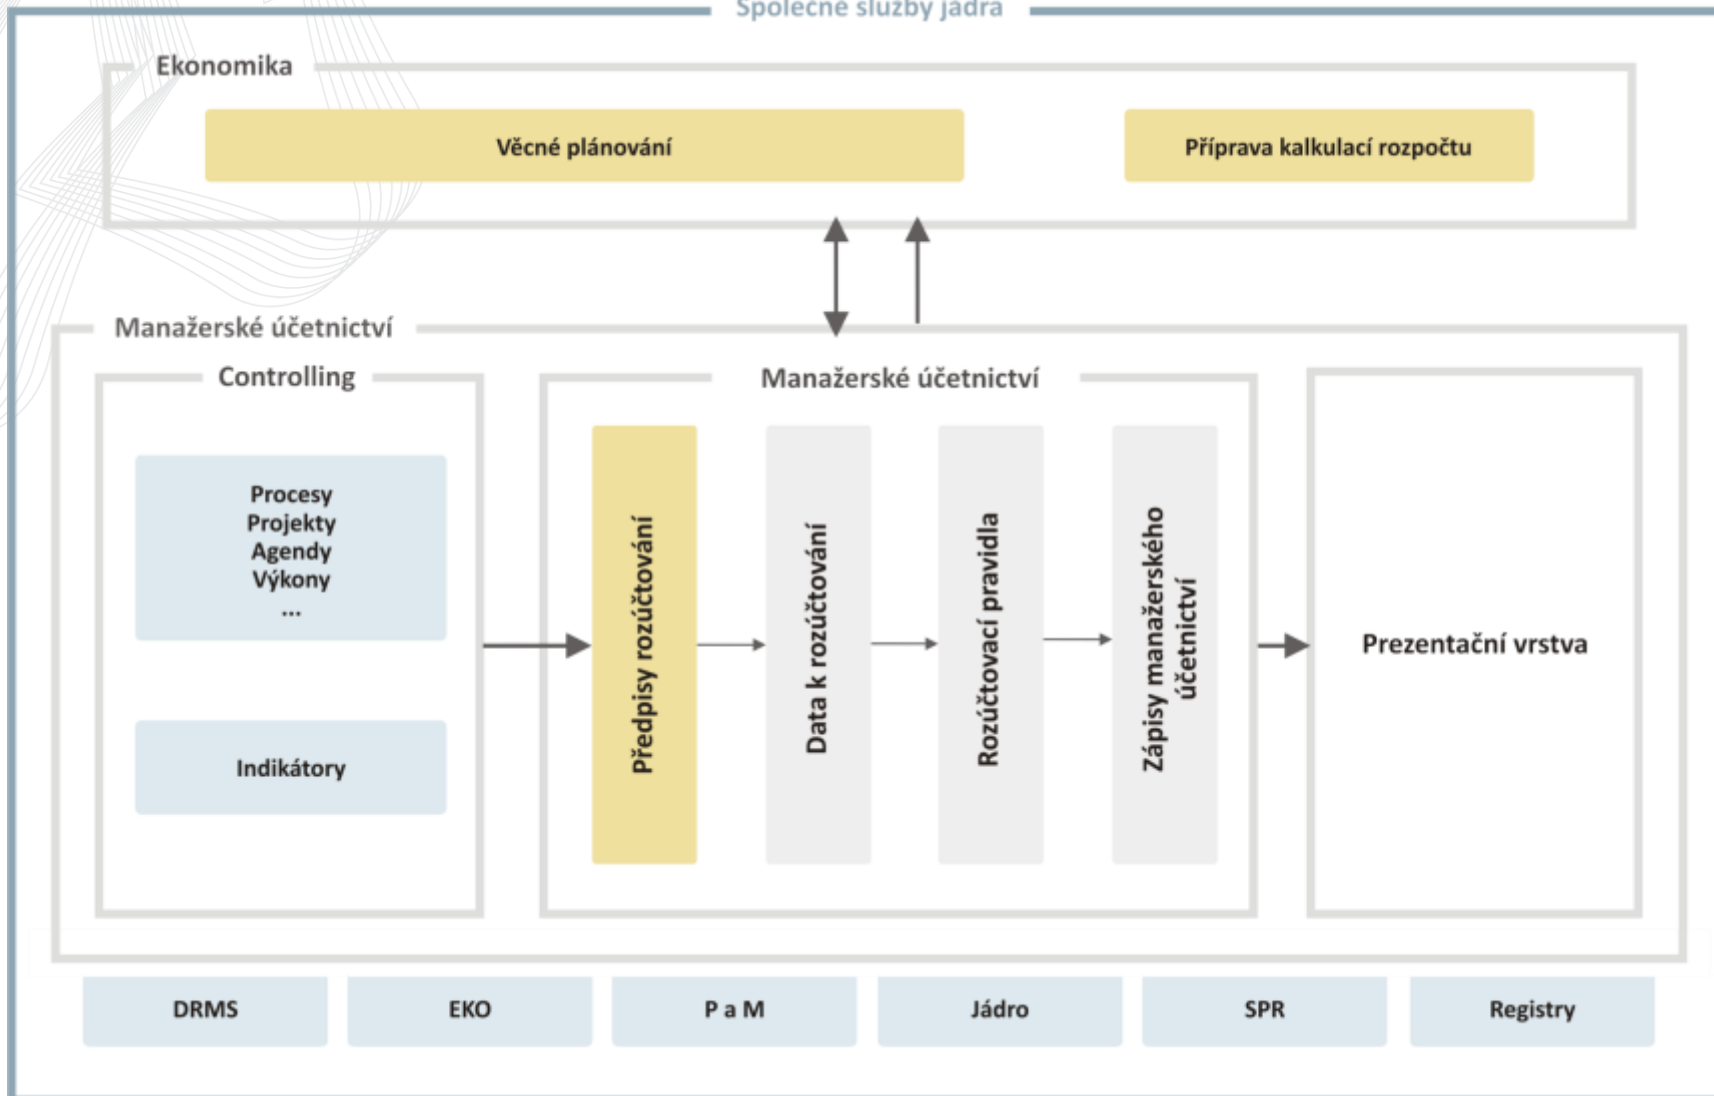 Společné služby jádra
Ekonomika
Věcné plánování
Příprava kalkulací rozpočtu
Manažerské účetnictví
Controlling
Procesy
Projekty
Agendy
Výkony
...
Indikátory
Manažerské účetnictví
Předpisy rozúčtování
Data k rozúčtování
Rozúčtovací pravidla
Zápisy manažerského
účetnictví
Prezentační vrstva
DRMS
EKO
P a M
Jádro
SPR
Registry